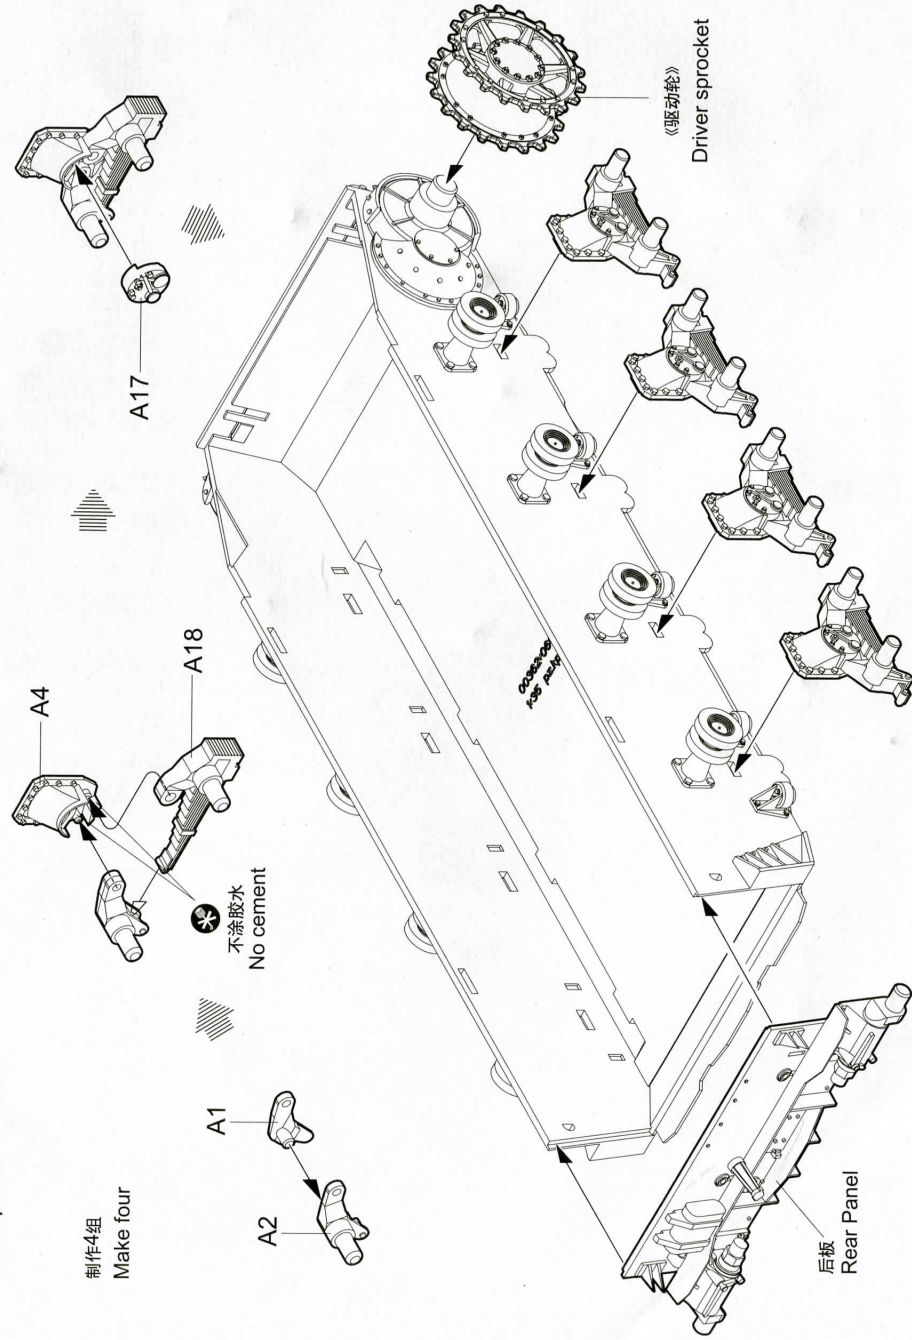 制作4组
Make four
A1
A2
A4
A18
不涂胶水
No cement
A17
《驱动轮》
Driver sprocket
后板
Rear Panel